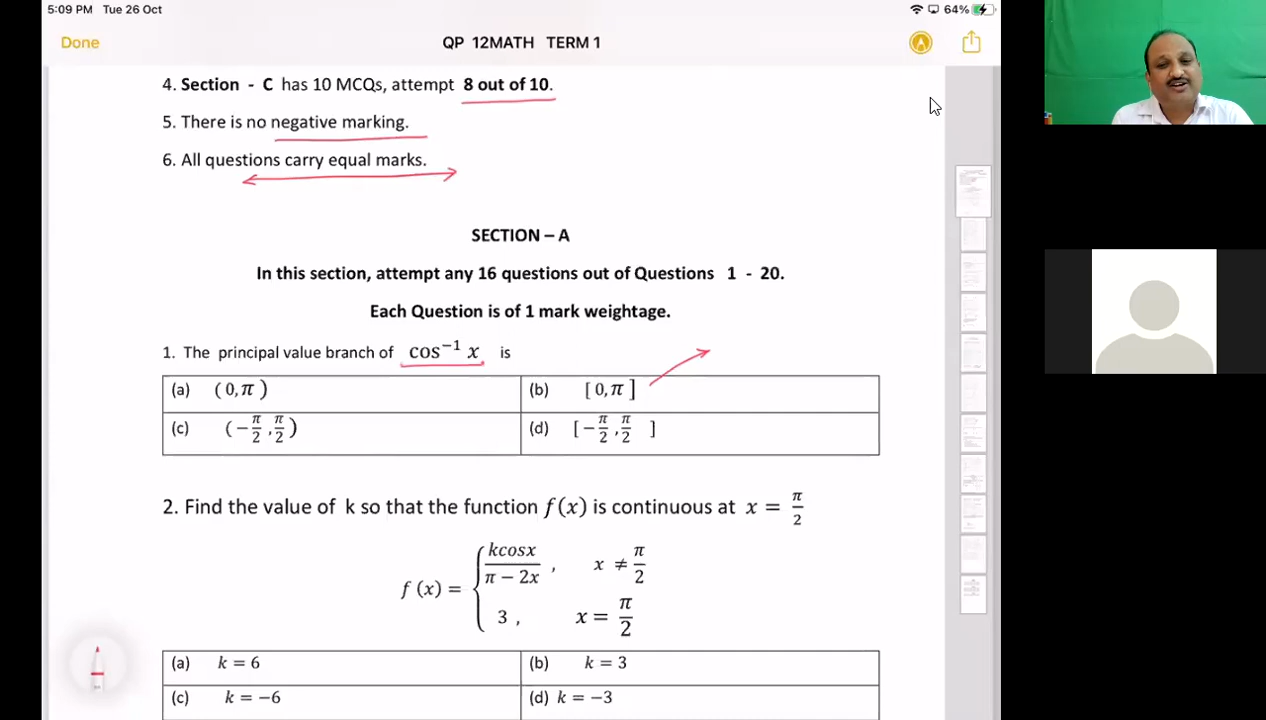 5:09 PM Tue 26 Oct
64%
Done
QP 12MATH TERM 1
4. Section - C has 10 MCQs, attempt 8 out of 10.
5. There is no negative marking.
6. All questions carry equal marks.
SECTION – A
In this section, attempt any 16 questions out of Questions 1 - 20.
Each Question is of 1 mark weightage.
1. The principal value branch of cos⁻¹ x is
(a) ( 0, π )
(b) [ 0, π ]
(c) (−π/2 , π/2 )
(d) [−π/2 , π/2 ]
2. Find the value of k so that the function f(x) is continuous at x = π/2
f (x) = { kcosx/π − 2x , x ≠ π/2
3 , x = π/2
(a) k = 6
(b) k = 3
(c) k = −6
(d) k = −3